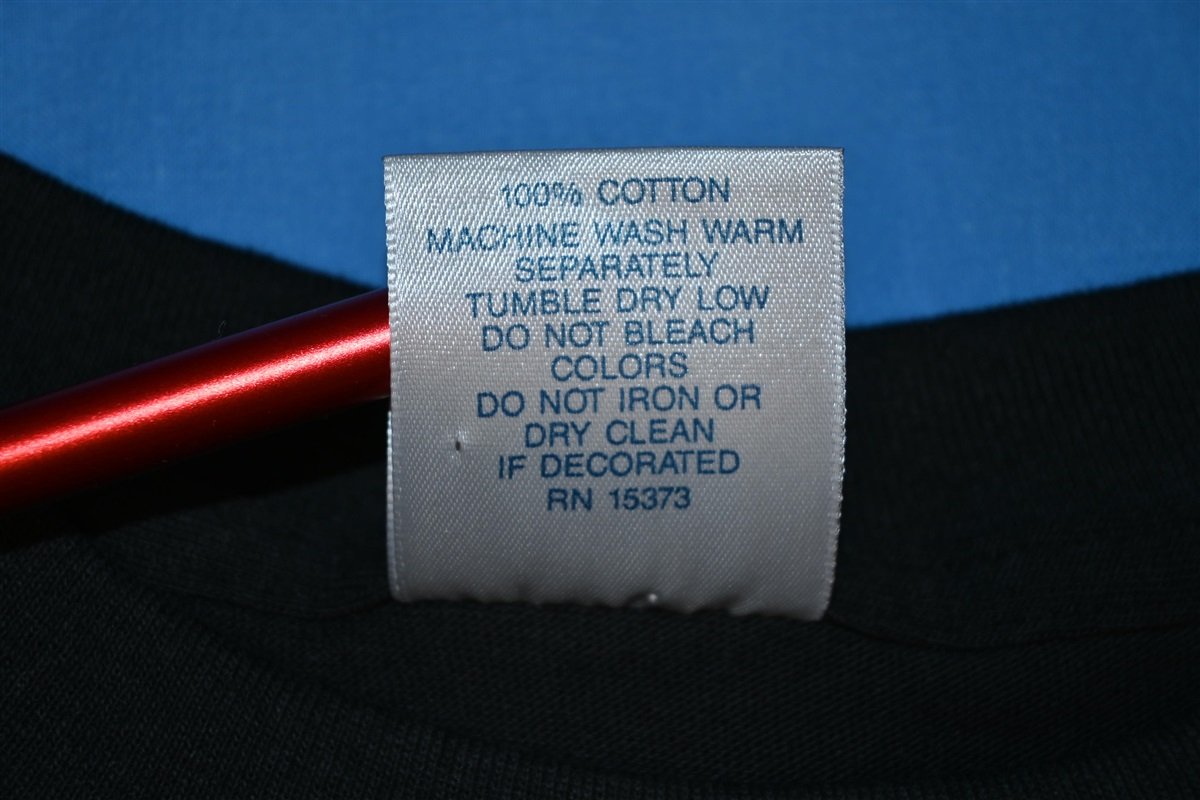 100% COTTON
MACHINE WASH WARM
SEPARATELY
TUMBLE DRY LOW
DO NOT BLEACH
COLORS
DO NOT IRON OR
DRY CLEAN
IF DECORATED
RN 15373